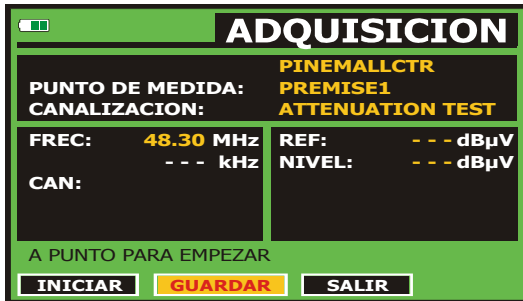 ADQUISICION
PINEMALLCTR
PUNTO DE MEDIDA: PREMISE1
CANALIZACION: ATTENUATION TEST
FREC: 48.30 MHz
- - - kHz
CAN:
REF: - - - dBµV
NIVEL: - - - dBµV
A PUNTO PARA EMPEZAR
INICIAR GUARDAR SALIR